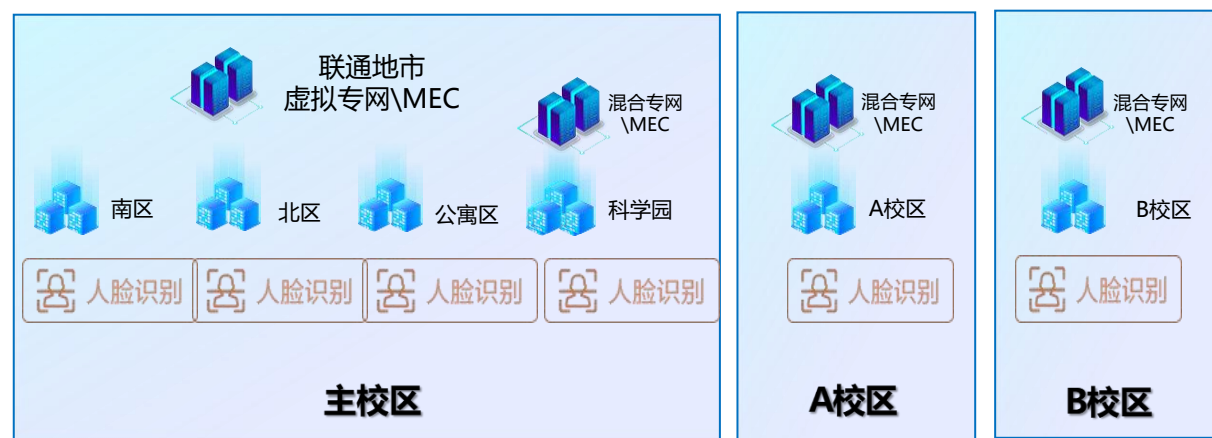 联通地市
虚拟专网\MEC
混合专网
\MEC
混合专网
\MEC
混合专网
\MEC
南区
北区
公寓区
科学园
A校区
B校区
人脸识别
人脸识别
人脸识别
人脸识别
人脸识别
人脸识别
主校区
A校区
B校区